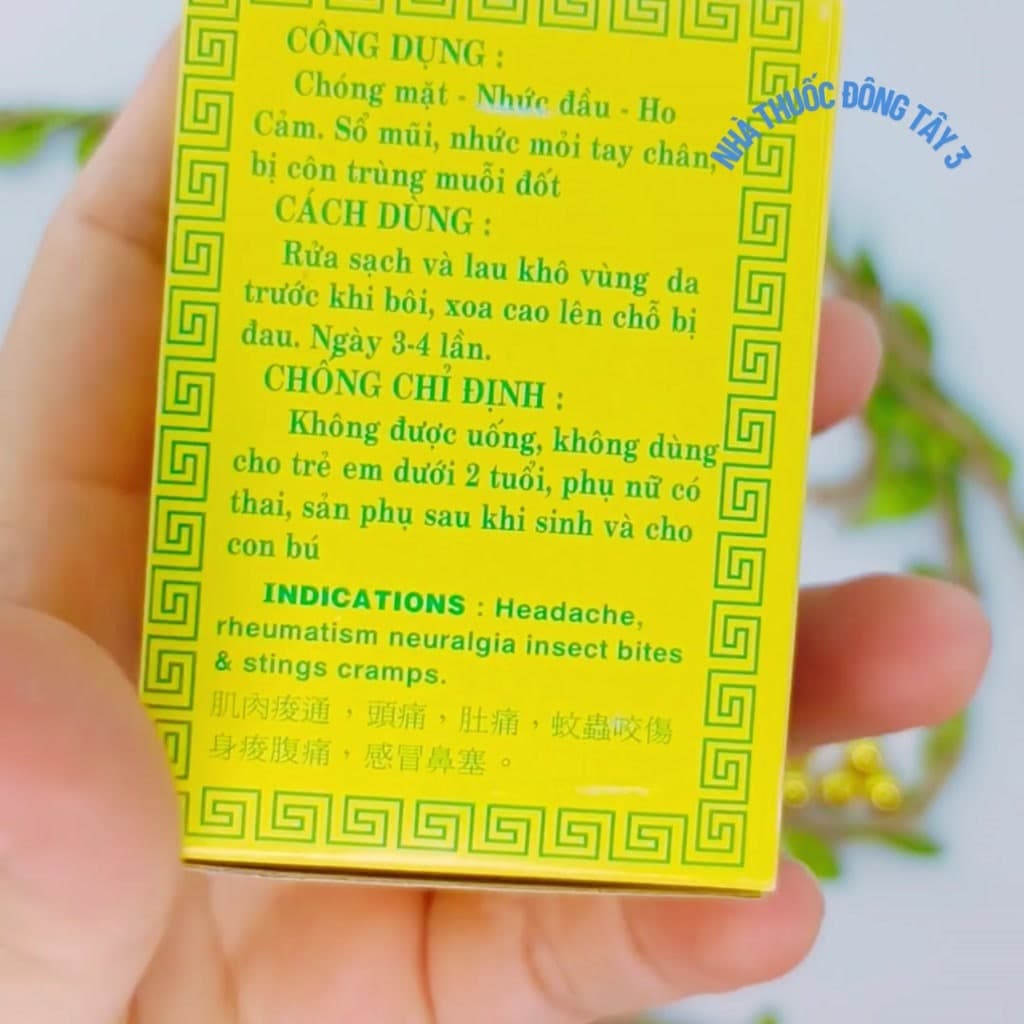 CÔNG DỤNG :
Chóng mặt - Nhức đầu - Ho
Cảm. Sổ mũi, nhức mỏi tay chân,
bị côn trùng muỗi đốt
CÁCH DÙNG :
Rửa sạch và lau khô vùng da
trước khi bôi, xoa cao lên chỗ bị
đau. Ngày 3-4 lần.
CHỐNG CHỈ ĐỊNH :
Không được uống, không dùng
cho trẻ em dưới 2 tuổi, phụ nữ có
thai, sản phụ sau khi sinh và cho
con bú
INDICATIONS : Headache,
rheumatism neuralgia insect bites
& stings cramps.
肌肉痠通，頭痛，肚痛，蚊蟲咬傷
身痠腹痛，感冒鼻塞。
NHÀ THUỐC ĐÔNG TÂY 3